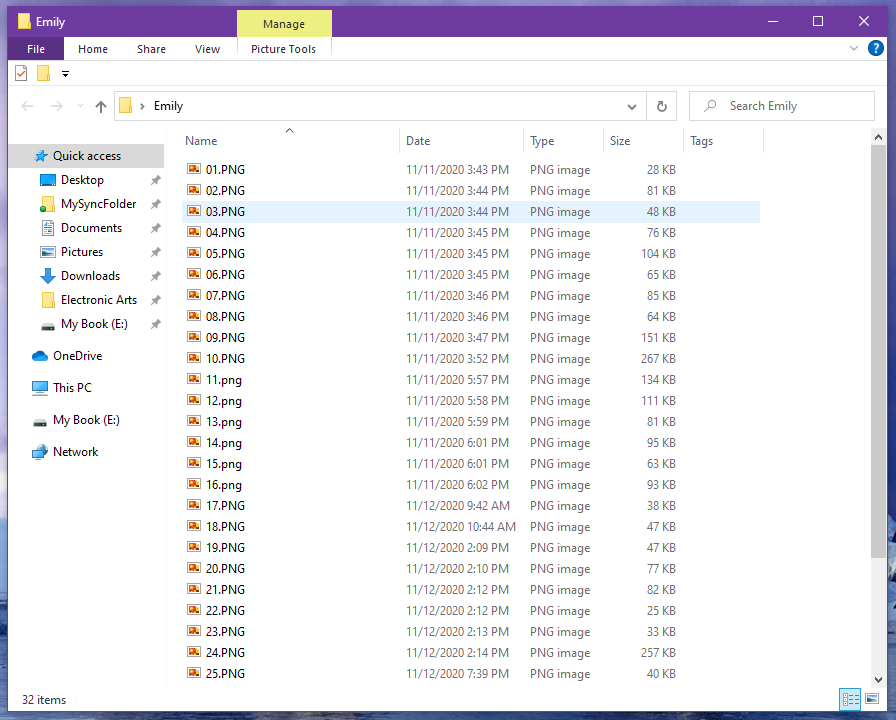 Emily
Manage
File Home Share View Picture Tools
?
Emily
Search Emily
Name Date Type Size Tags
Quick access
Desktop
MySyncFolder
Documents
Pictures
Downloads
Electronic Arts
My Book (E:)
OneDrive
This PC
My Book (E:)
Network
01.PNG 11/11/2020 3:43 PM PNG image 28 KB
02.PNG 11/11/2020 3:44 PM PNG image 81 KB
03.PNG 11/11/2020 3:44 PM PNG image 48 KB
04.PNG 11/11/2020 3:45 PM PNG image 76 KB
05.PNG 11/11/2020 3:45 PM PNG image 104 KB
06.PNG 11/11/2020 3:45 PM PNG image 65 KB
07.PNG 11/11/2020 3:46 PM PNG image 85 KB
08.PNG 11/11/2020 3:46 PM PNG image 64 KB
09.PNG 11/11/2020 3:47 PM PNG image 151 KB
10.PNG 11/11/2020 3:52 PM PNG image 267 KB
11.png 11/11/2020 5:57 PM PNG image 134 KB
12.png 11/11/2020 5:58 PM PNG image 111 KB
13.png 11/11/2020 5:59 PM PNG image 81 KB
14.png 11/11/2020 6:01 PM PNG image 95 KB
15.png 11/11/2020 6:01 PM PNG image 63 KB
16.png 11/11/2020 6:02 PM PNG image 93 KB
17.PNG 11/12/2020 9:42 AM PNG image 38 KB
18.PNG 11/12/2020 10:44 AM PNG image 47 KB
19.PNG 11/12/2020 2:09 PM PNG image 47 KB
20.PNG 11/12/2020 2:10 PM PNG image 77 KB
21.PNG 11/12/2020 2:12 PM PNG image 82 KB
22.PNG 11/12/2020 2:12 PM PNG image 25 KB
23.PNG 11/12/2020 2:13 PM PNG image 33 KB
24.PNG 11/12/2020 2:14 PM PNG image 257 KB
25.PNG 11/12/2020 7:39 PM PNG image 40 KB
32 items